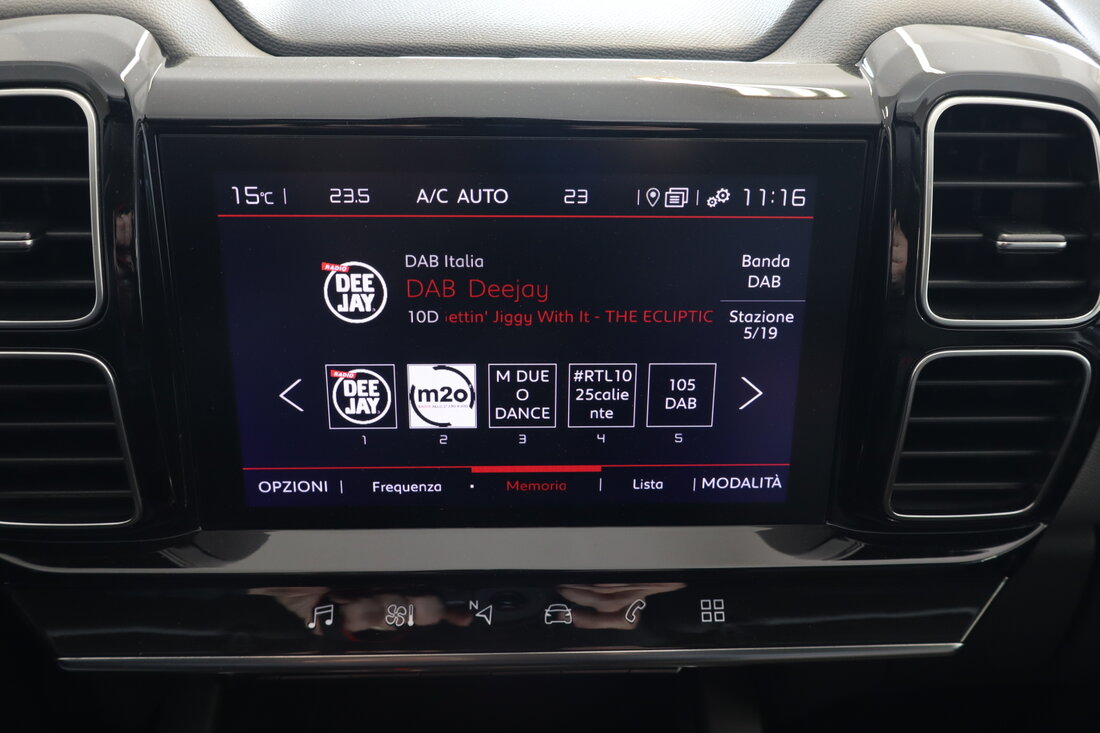 15°C | 23.5 A/C AUTO 23 11:16
RADIO
DEE
JAY
DAB Italia
DAB Deejay
10D ettin' Jiggy With It - THE ECLIPTIC
Banda
DAB
Stazione
5/19
RADIO
DEE
JAY
m2o
M DUE
O
DANCE
#RTL10
25calie
nte
105
DAB
1 2 3 4 5
OPZIONI | Frequenza · Memoria | Lista | MODALITÀ
N